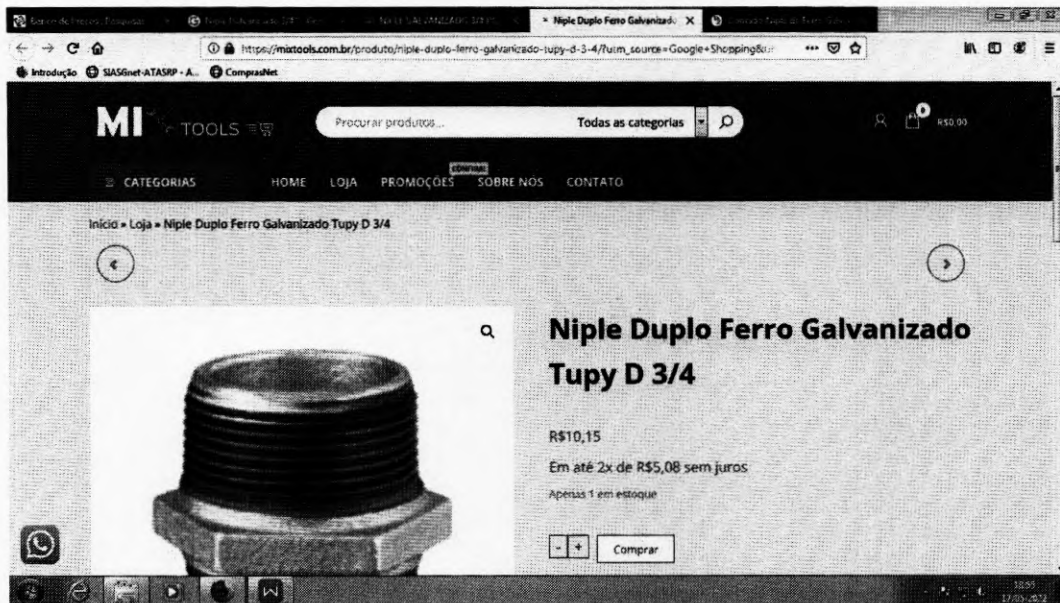 Niple Duplo Ferro Galvanizado
https://mixtools.com.br/produto/niple-duplo-ferro-galvanizado-tupy-d-3-4/?utm_source=Google+Shopping&
Introdução SIASGnet-ATASRP - A... ComprasNet
MI TOOLS
Procurar produtos... Todas as categorias
0
R$0,00
CATEGORIAS HOME LOJA PROMOÇÕES SOBRE NÓS CONTATO
Início » Loja » Niple Duplo Ferro Galvanizado Tupy D 3/4
Niple Duplo Ferro Galvanizado
Tupy D 3/4
R$10,15
Em até 2x de R$5,08 sem juros
Apenas 1 em estoque
- + Comprar